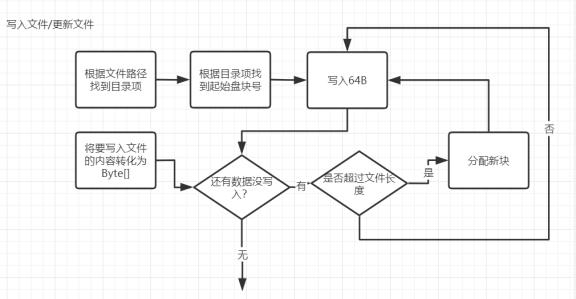 写入文件/更新文件
根据文件路径
找到目录项
根据目录项找
到起始盘块号
写入64B
将要写入文件
的内容转化为
Byte[]
还有数据没写
入?
有
是否超过文件长
度
是
分配新块
否
无